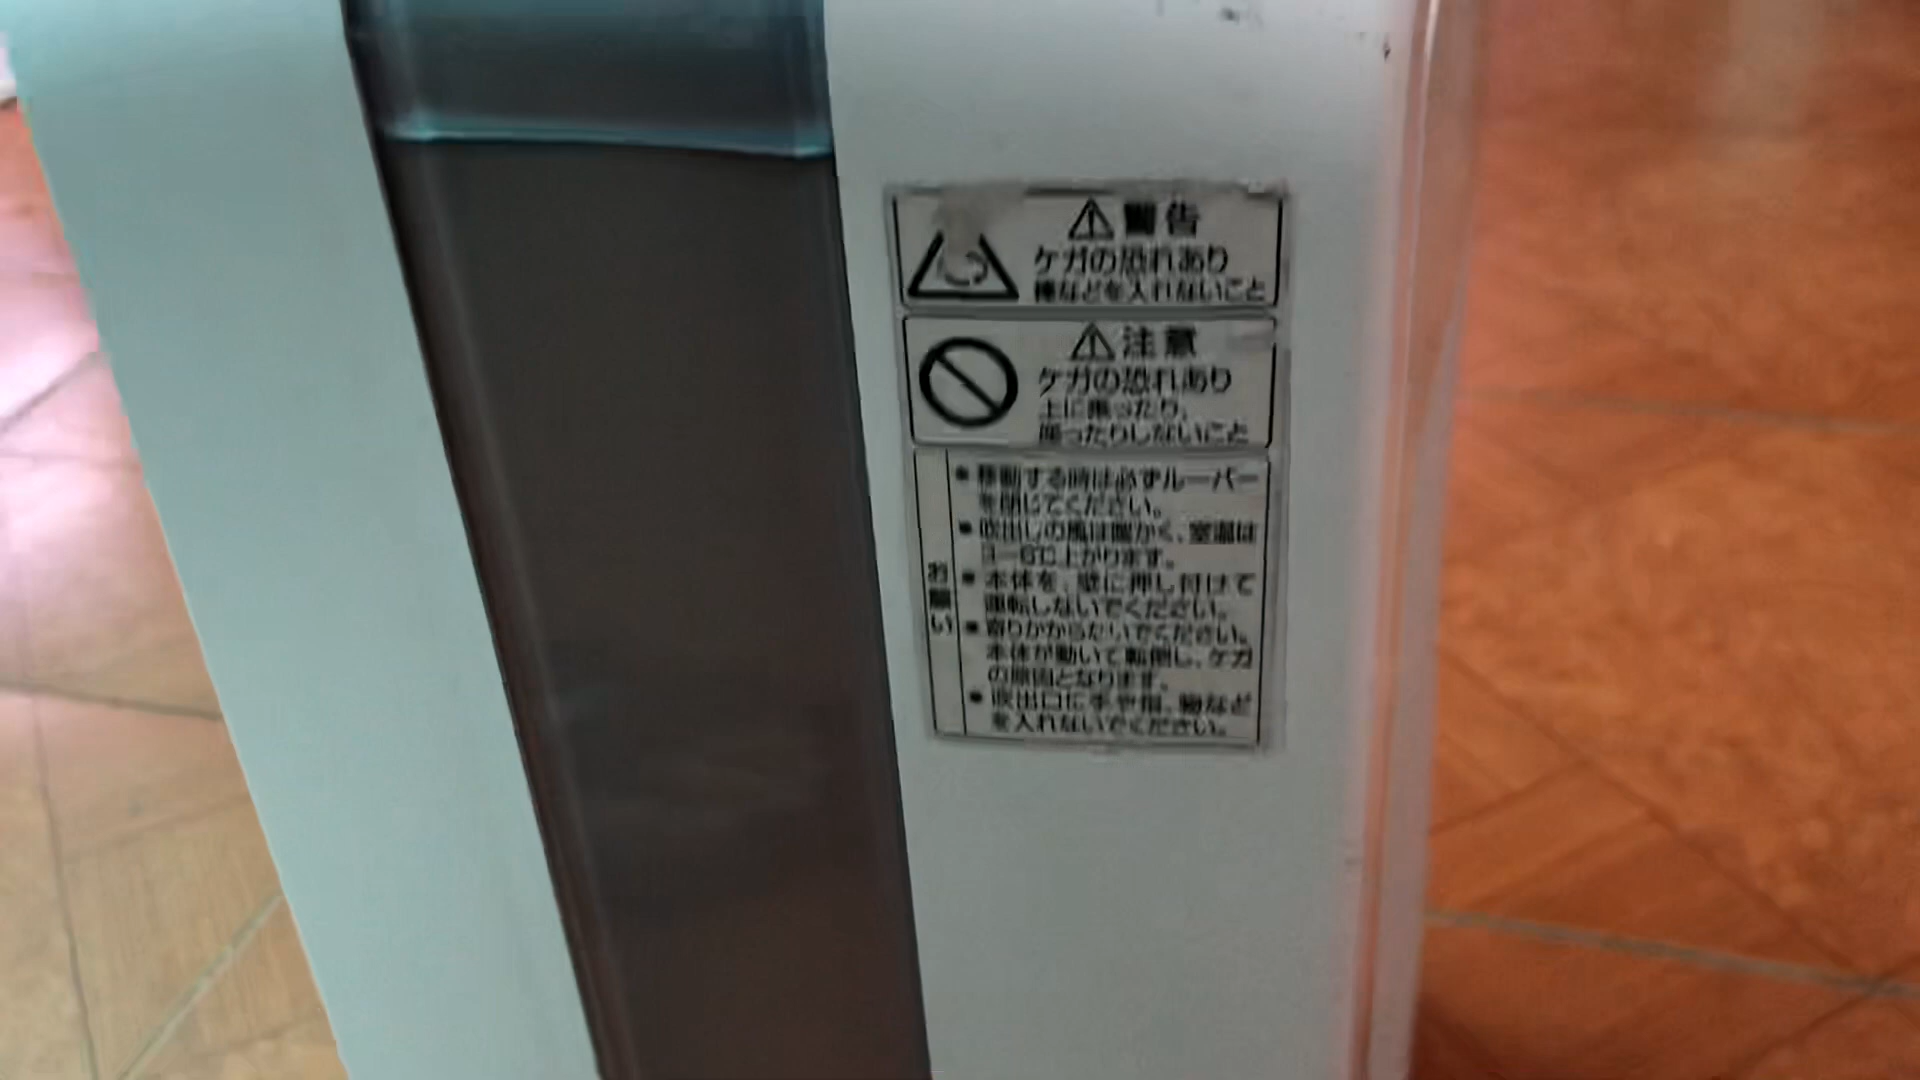 警告
ケガの恐れあり
棒などを入れないこと
注意
ケガの恐れあり
上に乗ったり、
座ったりしないこと
お願い
● 移動する時は必ずルーバー
を閉じてください。
● 吹出しの風は暖かく、室温は
3ー6℃上がります。
● 本体を、壁に押し付けて
運転しないでください。
● 寄りかからないでください。
本体が動いて転倒し、ケガ
の原因となります。
● 吹出口に手や指、物など
を入れないでください。